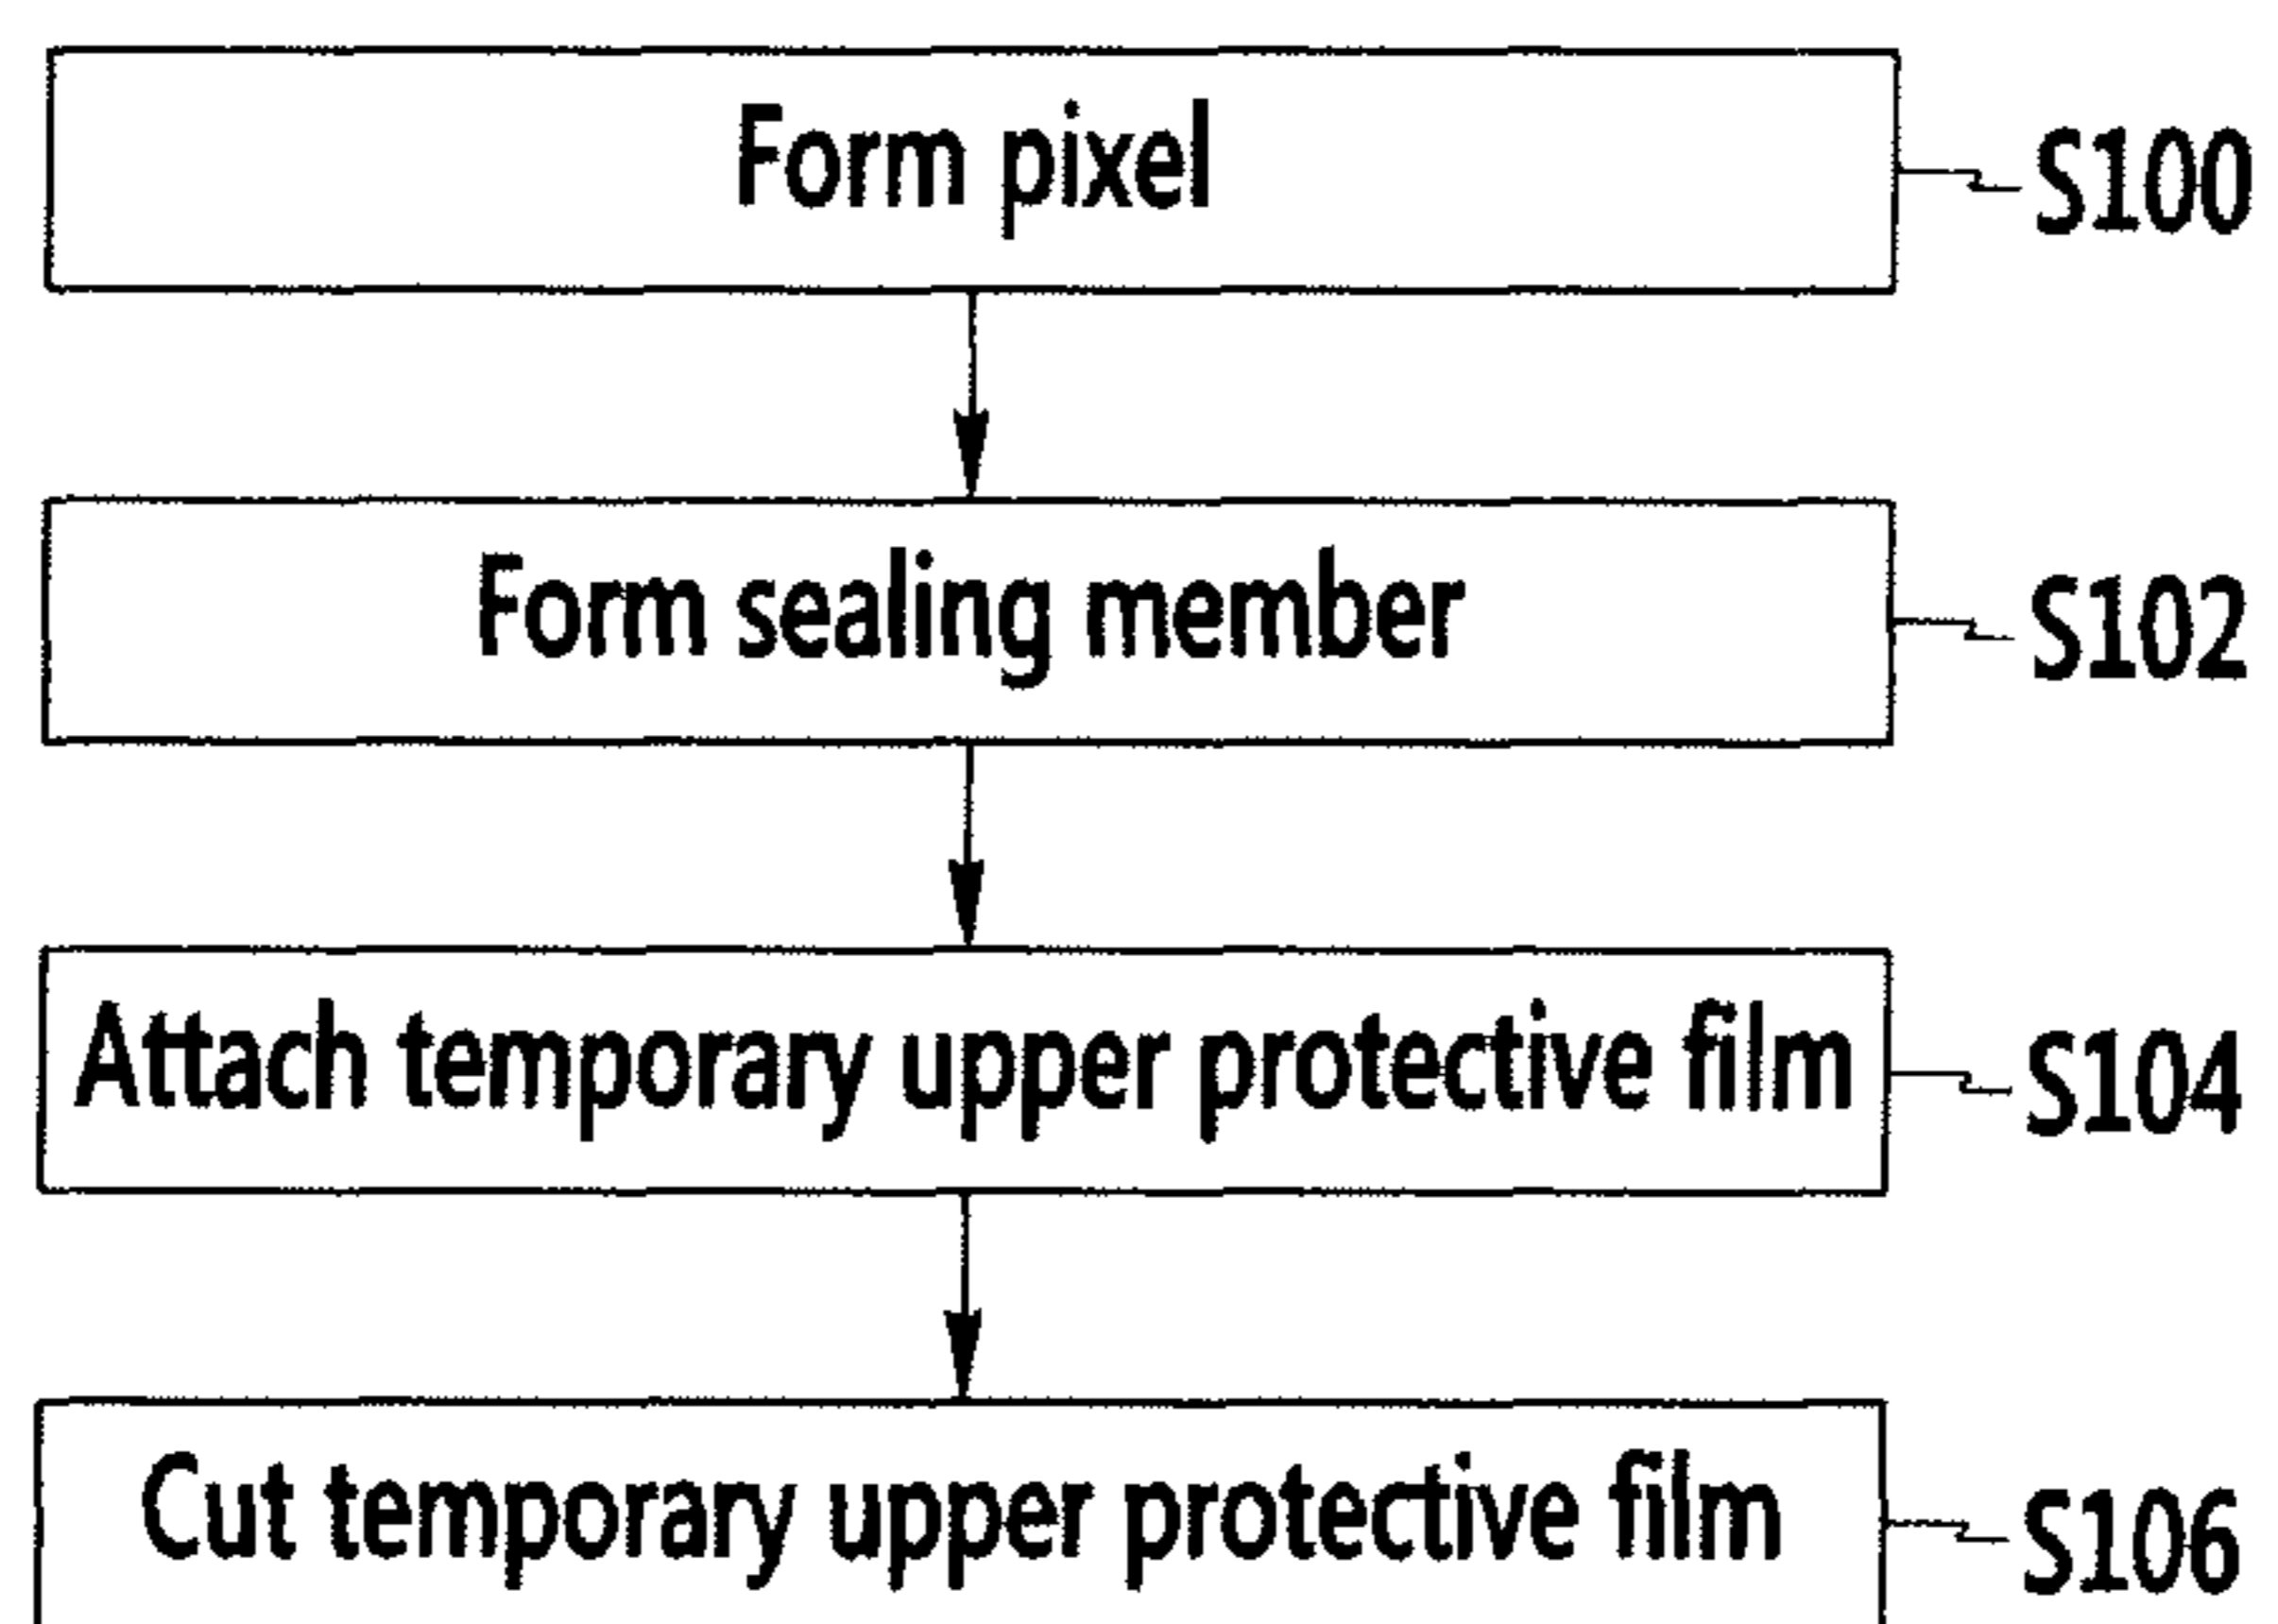 Form pixel
S100
Form sealing member
S102
Attach temporary upper protective film
S104
Cut temporary upper protective film
S106